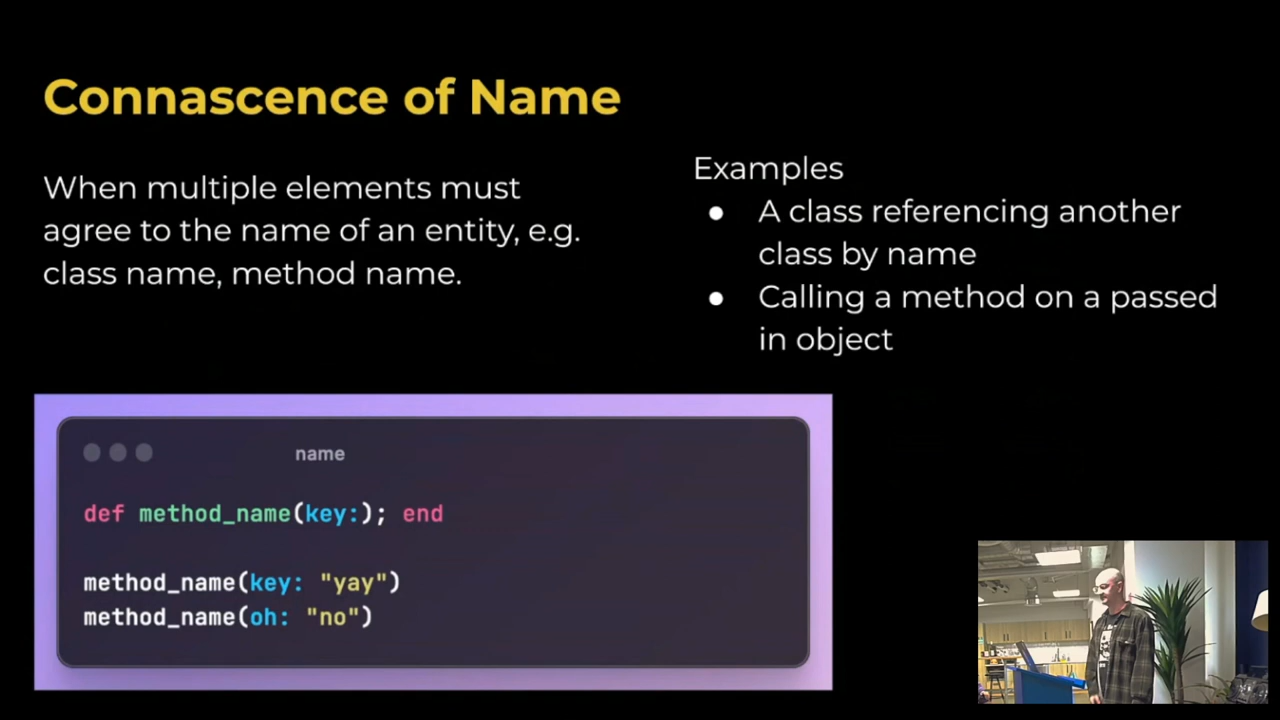 Connascence of Name
When multiple elements must
agree to the name of an entity, e.g.
class name, method name.
Examples
● A class referencing another
class by name
● Calling a method on a passed
in object
name
def method_name(key:); end
method_name(key: "yay")
method_name(oh: "no")